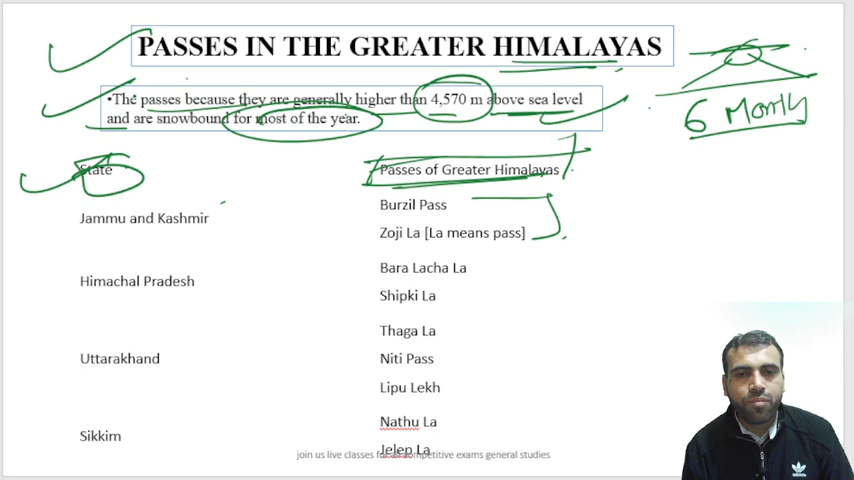 PASSES IN THE GREATER HIMALAYAS
•The passes because they are generally higher than 4,570 m above sea level
and are snowbound for most of the year.
6 Month
State
Passes of Greater Himalayas
Jammu and Kashmir
Burzil Pass
Zoji La [La means pass]
Himachal Pradesh
Bara Lacha La
Shipki La
Uttarakhand
Thaga La
Niti Pass
Lipu Lekh
Sikkim
Nathu La
Jelep La
join us live classes for all competitive exams general studies